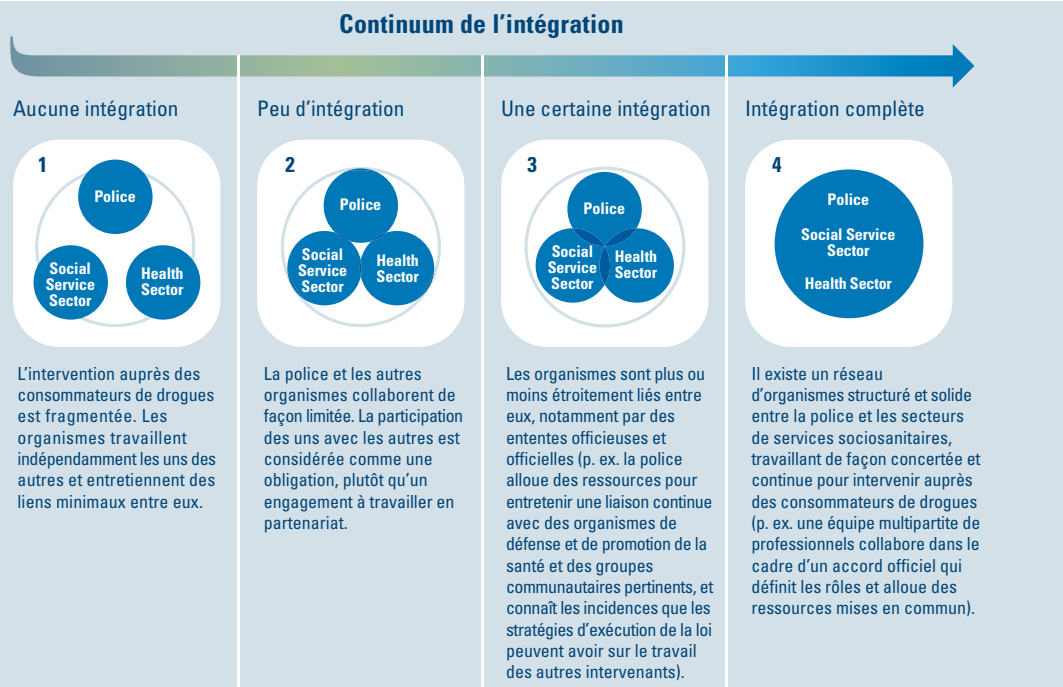 Continuum de l'intégration
Aucune intégration
1
Police
Social
Service
Sector
Health
Sector
L'intervention auprès des
consommateurs de drogues
est fragmentée. Les
organismes travaillent
indépendamment les uns des
autres et entretiennent des
liens minimaux entre eux.
Peu d'intégration
2
Police
Social
Service
Sector
Health
Sector
La police et les autres
organismes collaborent de
façon limitée. La participation
des uns avec les autres est
considérée comme une
obligation, plutôt qu'un
engagement à travailler en
partenariat.
Une certaine intégration
3
Police
Social
Service
Sector
Health
Sector
Les organismes sont plus ou
moins étroitement liés entre
eux, notamment par des
ententes officieuses et
officielles (p. ex. la police
alloue des ressources pour
entretenir une liaison continue
avec des organismes de
défense et de promotion de la
santé et des groupes
communautaires pertinents, et
connaît les incidences que les
stratégies d'exécution de la loi
peuvent avoir sur le travail
des autres intervenants).
Intégration complète
4
Police
Social Service
Sector
Health Sector
Il existe un réseau
d'organismes structuré et solide
entre la police et les secteurs
de services sociosanitaires,
travaillant de façon concertée et
continue pour intervenir auprès
des consommateurs de drogues
(p. ex. une équipe multipartite de
professionnels collabore dans le
cadre d'un accord officiel qui
définit les rôles et alloue des
ressources mises en commun).